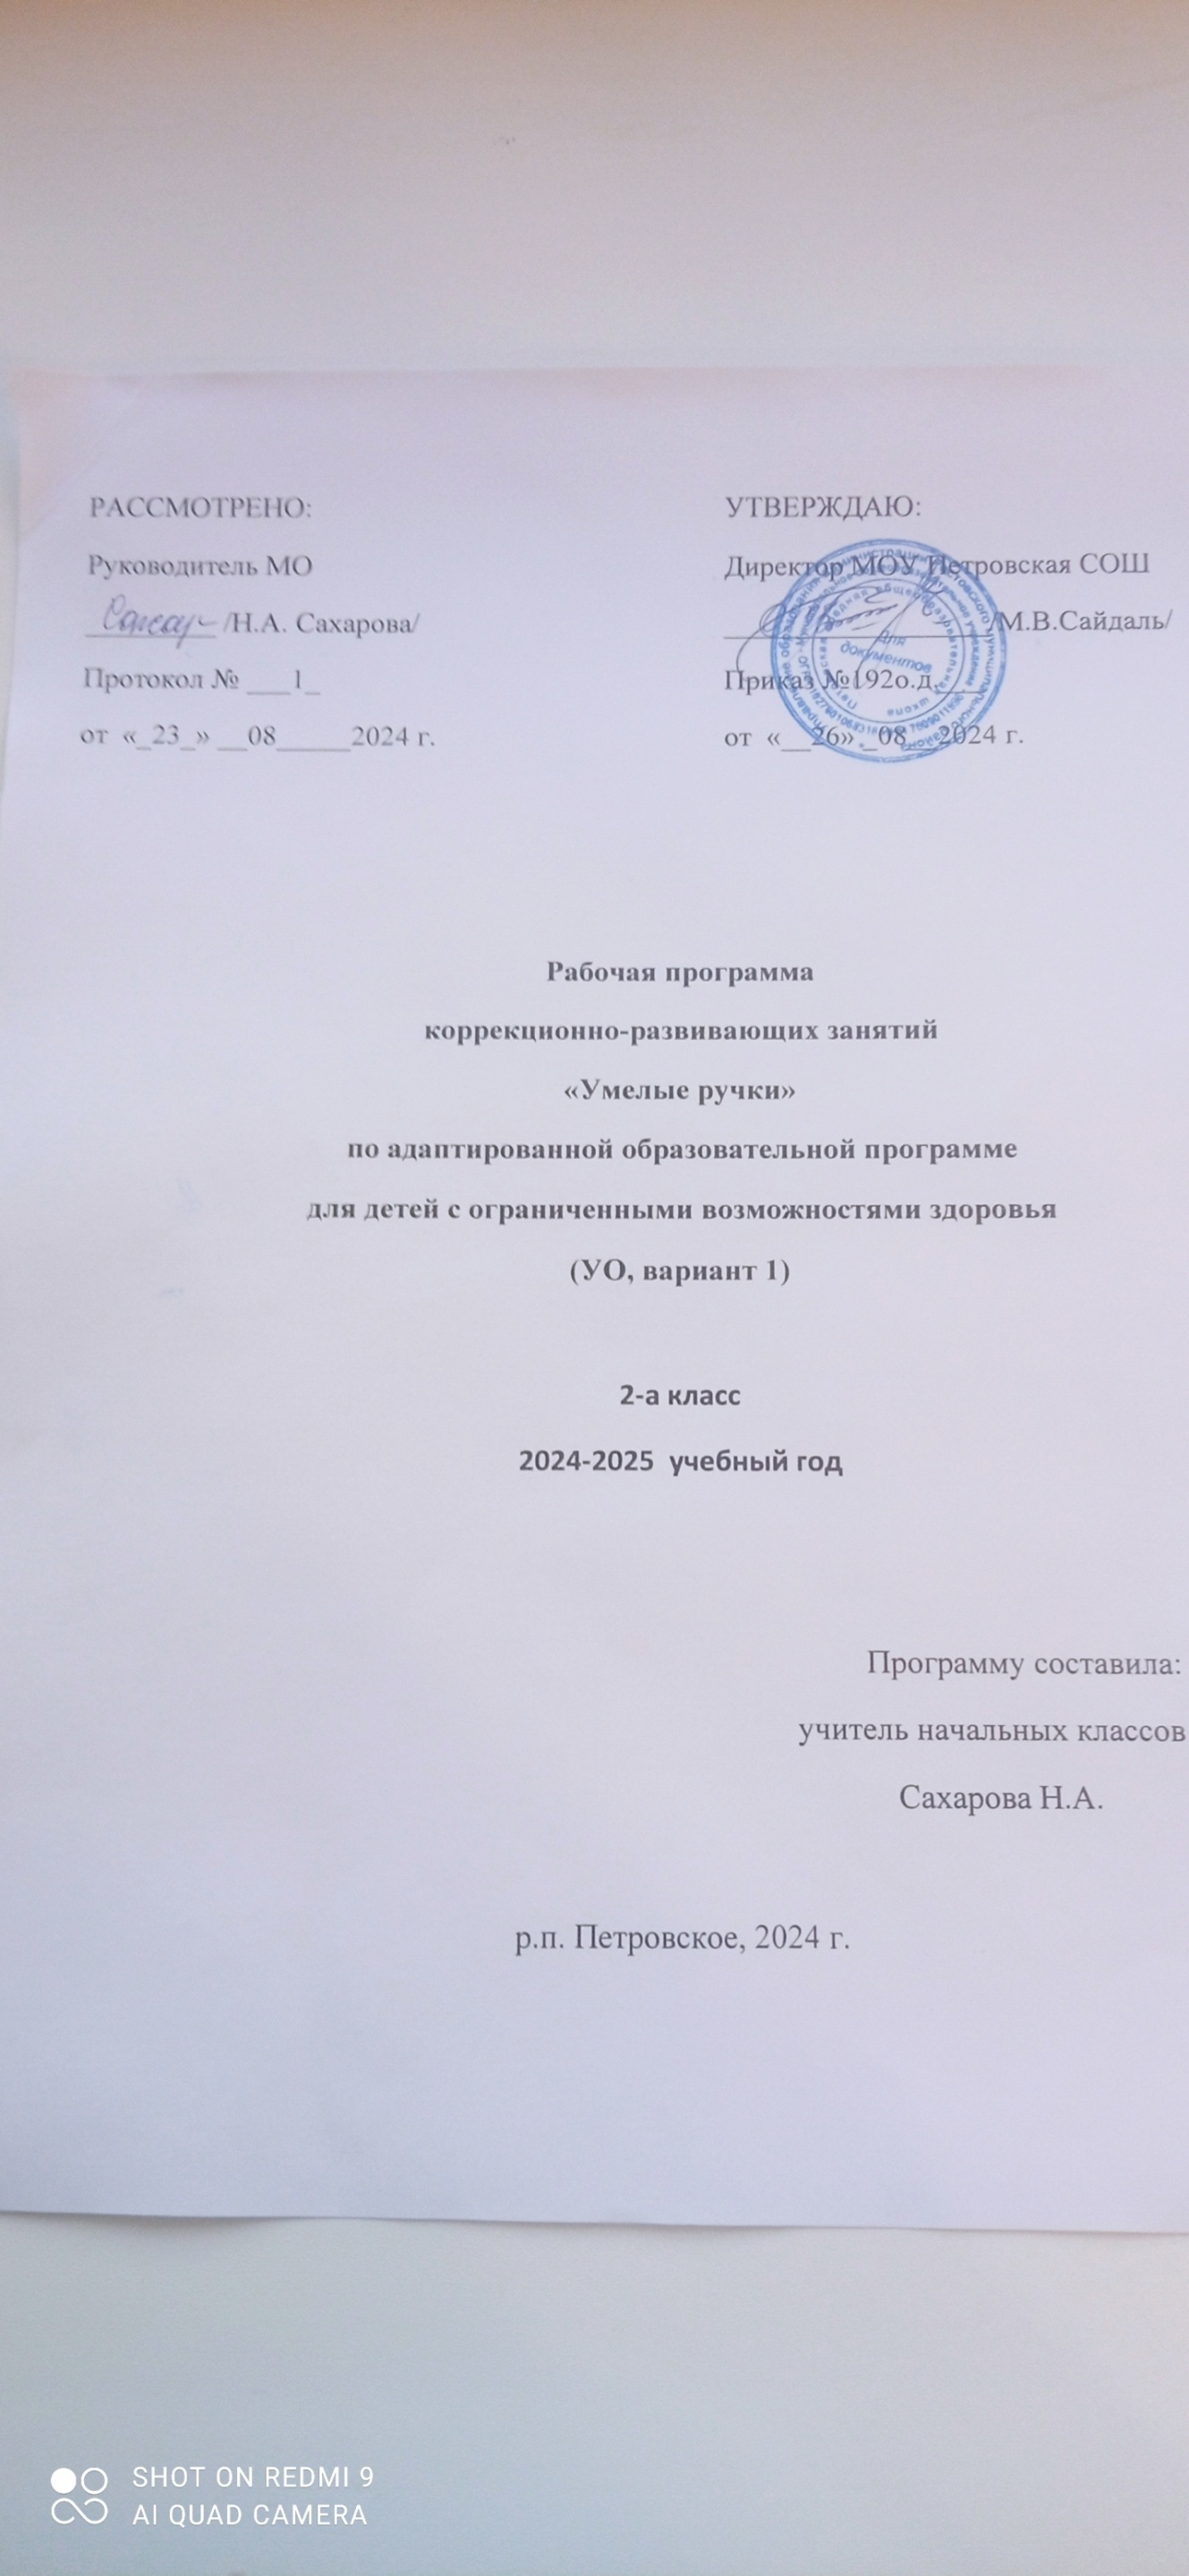 РАССМОТРЕНО:
Руководитель МО
/Н.А. Сахарова/
Протокол № ___1_
от «_23_» __08_____2024 г.
УТВЕРЖДАЮ:
Директор МОУ Петровская СОШ
/М.В.Сайдаль/
Приказ №192о.д.___
от «__26» _08__2024 г.
для
документов
Рабочая программа
коррекционно-развивающих занятий
«Умелые ручки»
по адаптированной образовательной программе
для детей с ограниченными возможностями здоровья
(УО, вариант 1)
2-а класс
2024-2025 учебный год
Программу составила:
учитель начальных классов
Сахарова Н.А.
р.п. Петровское, 2024 г.
SHOT ON REDMI 9
AI QUAD CAMERA